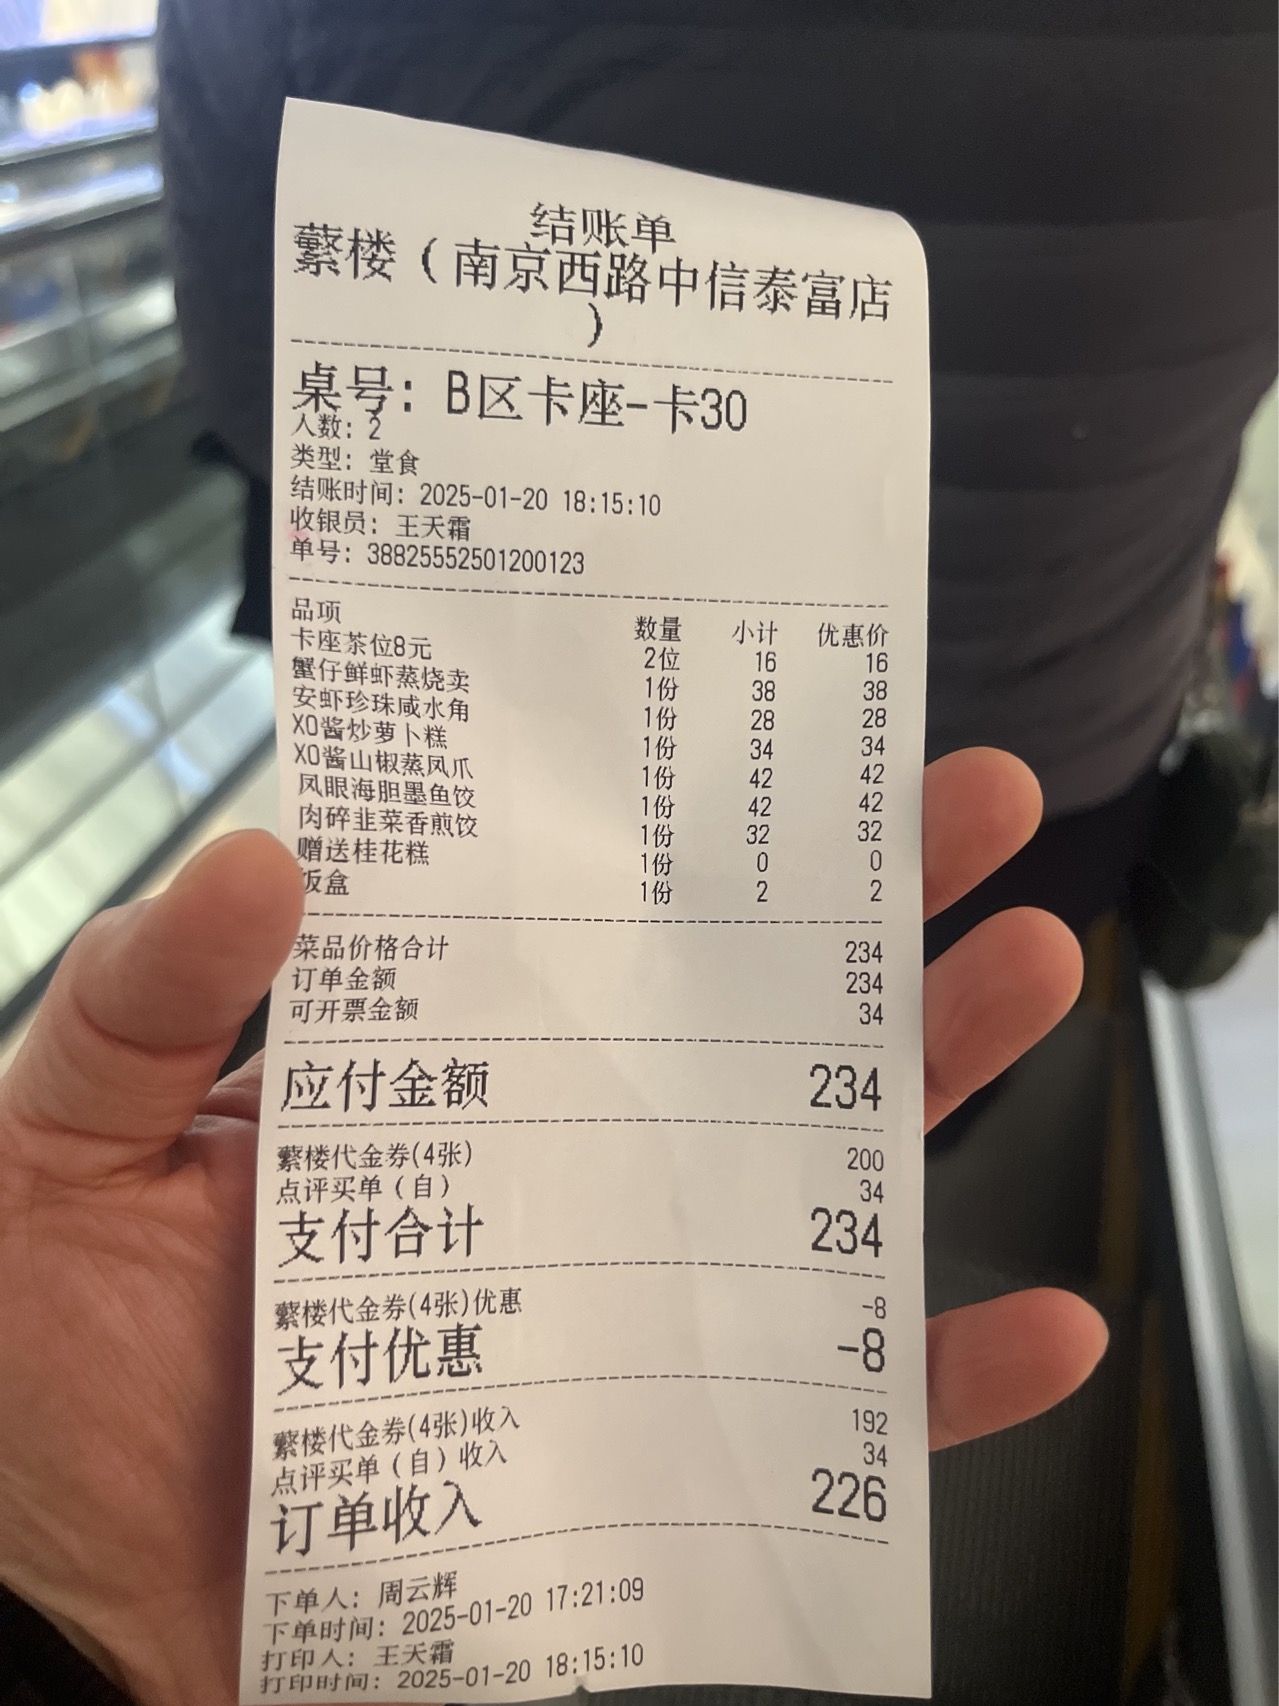 结账单
蘩楼（南京西路中信泰富店
）
桌号: B区卡座-卡30
人数: 2
类型: 堂食
结账时间: 2025-01-20 18:15:10
收银员: 王天霜
单号: 38825552501200123
品项 数量 小计 优惠价
卡座茶位8元 2位 16 16
蟹仔鲜虾蒸烧卖 1份 38 38
安虾珍珠咸水角 1份 28 28
XO酱炒萝卜糕 1份 34 34
XO酱山椒蒸凤爪 1份 42 42
凤眼海胆墨鱼饺 1份 42 42
肉碎韭菜香煎饺 1份 32 32
赠送桂花糕 1份 0 0
饭盒 1份 2 2
菜品价格合计 234
订单金额 234
可开票金额 34
应付金额 234
蘩楼代金券(4张) 200
点评买单（自） 34
支付合计 234
蘩楼代金券(4张)优惠 -8
支付优惠 -8
蘩楼代金券(4张)收入 192
点评买单（自）收入 34
订单收入 226
下单人: 周云辉
下单时间: 2025-01-20 17:21:09
打印人: 王天霜
打印时间: 2025-01-20 18:15:10